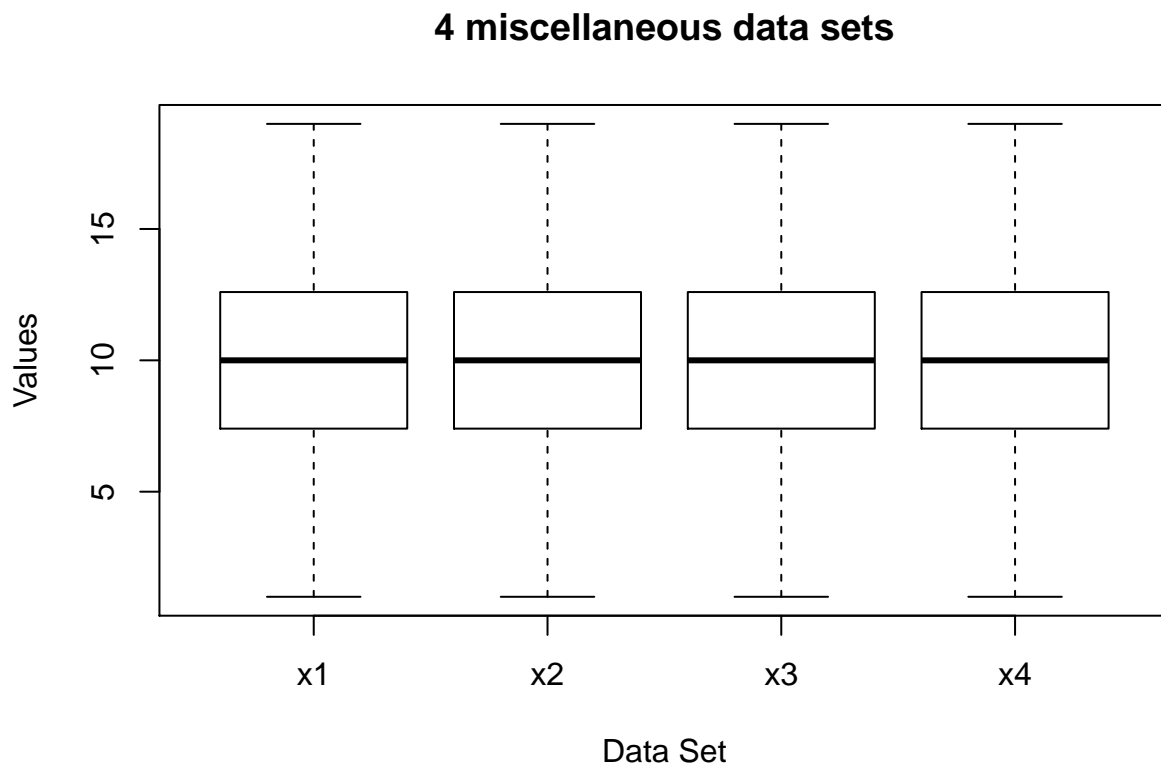 4 miscellaneous data sets
Values
15
10
5
x1 x2 x3 x4
Data Set